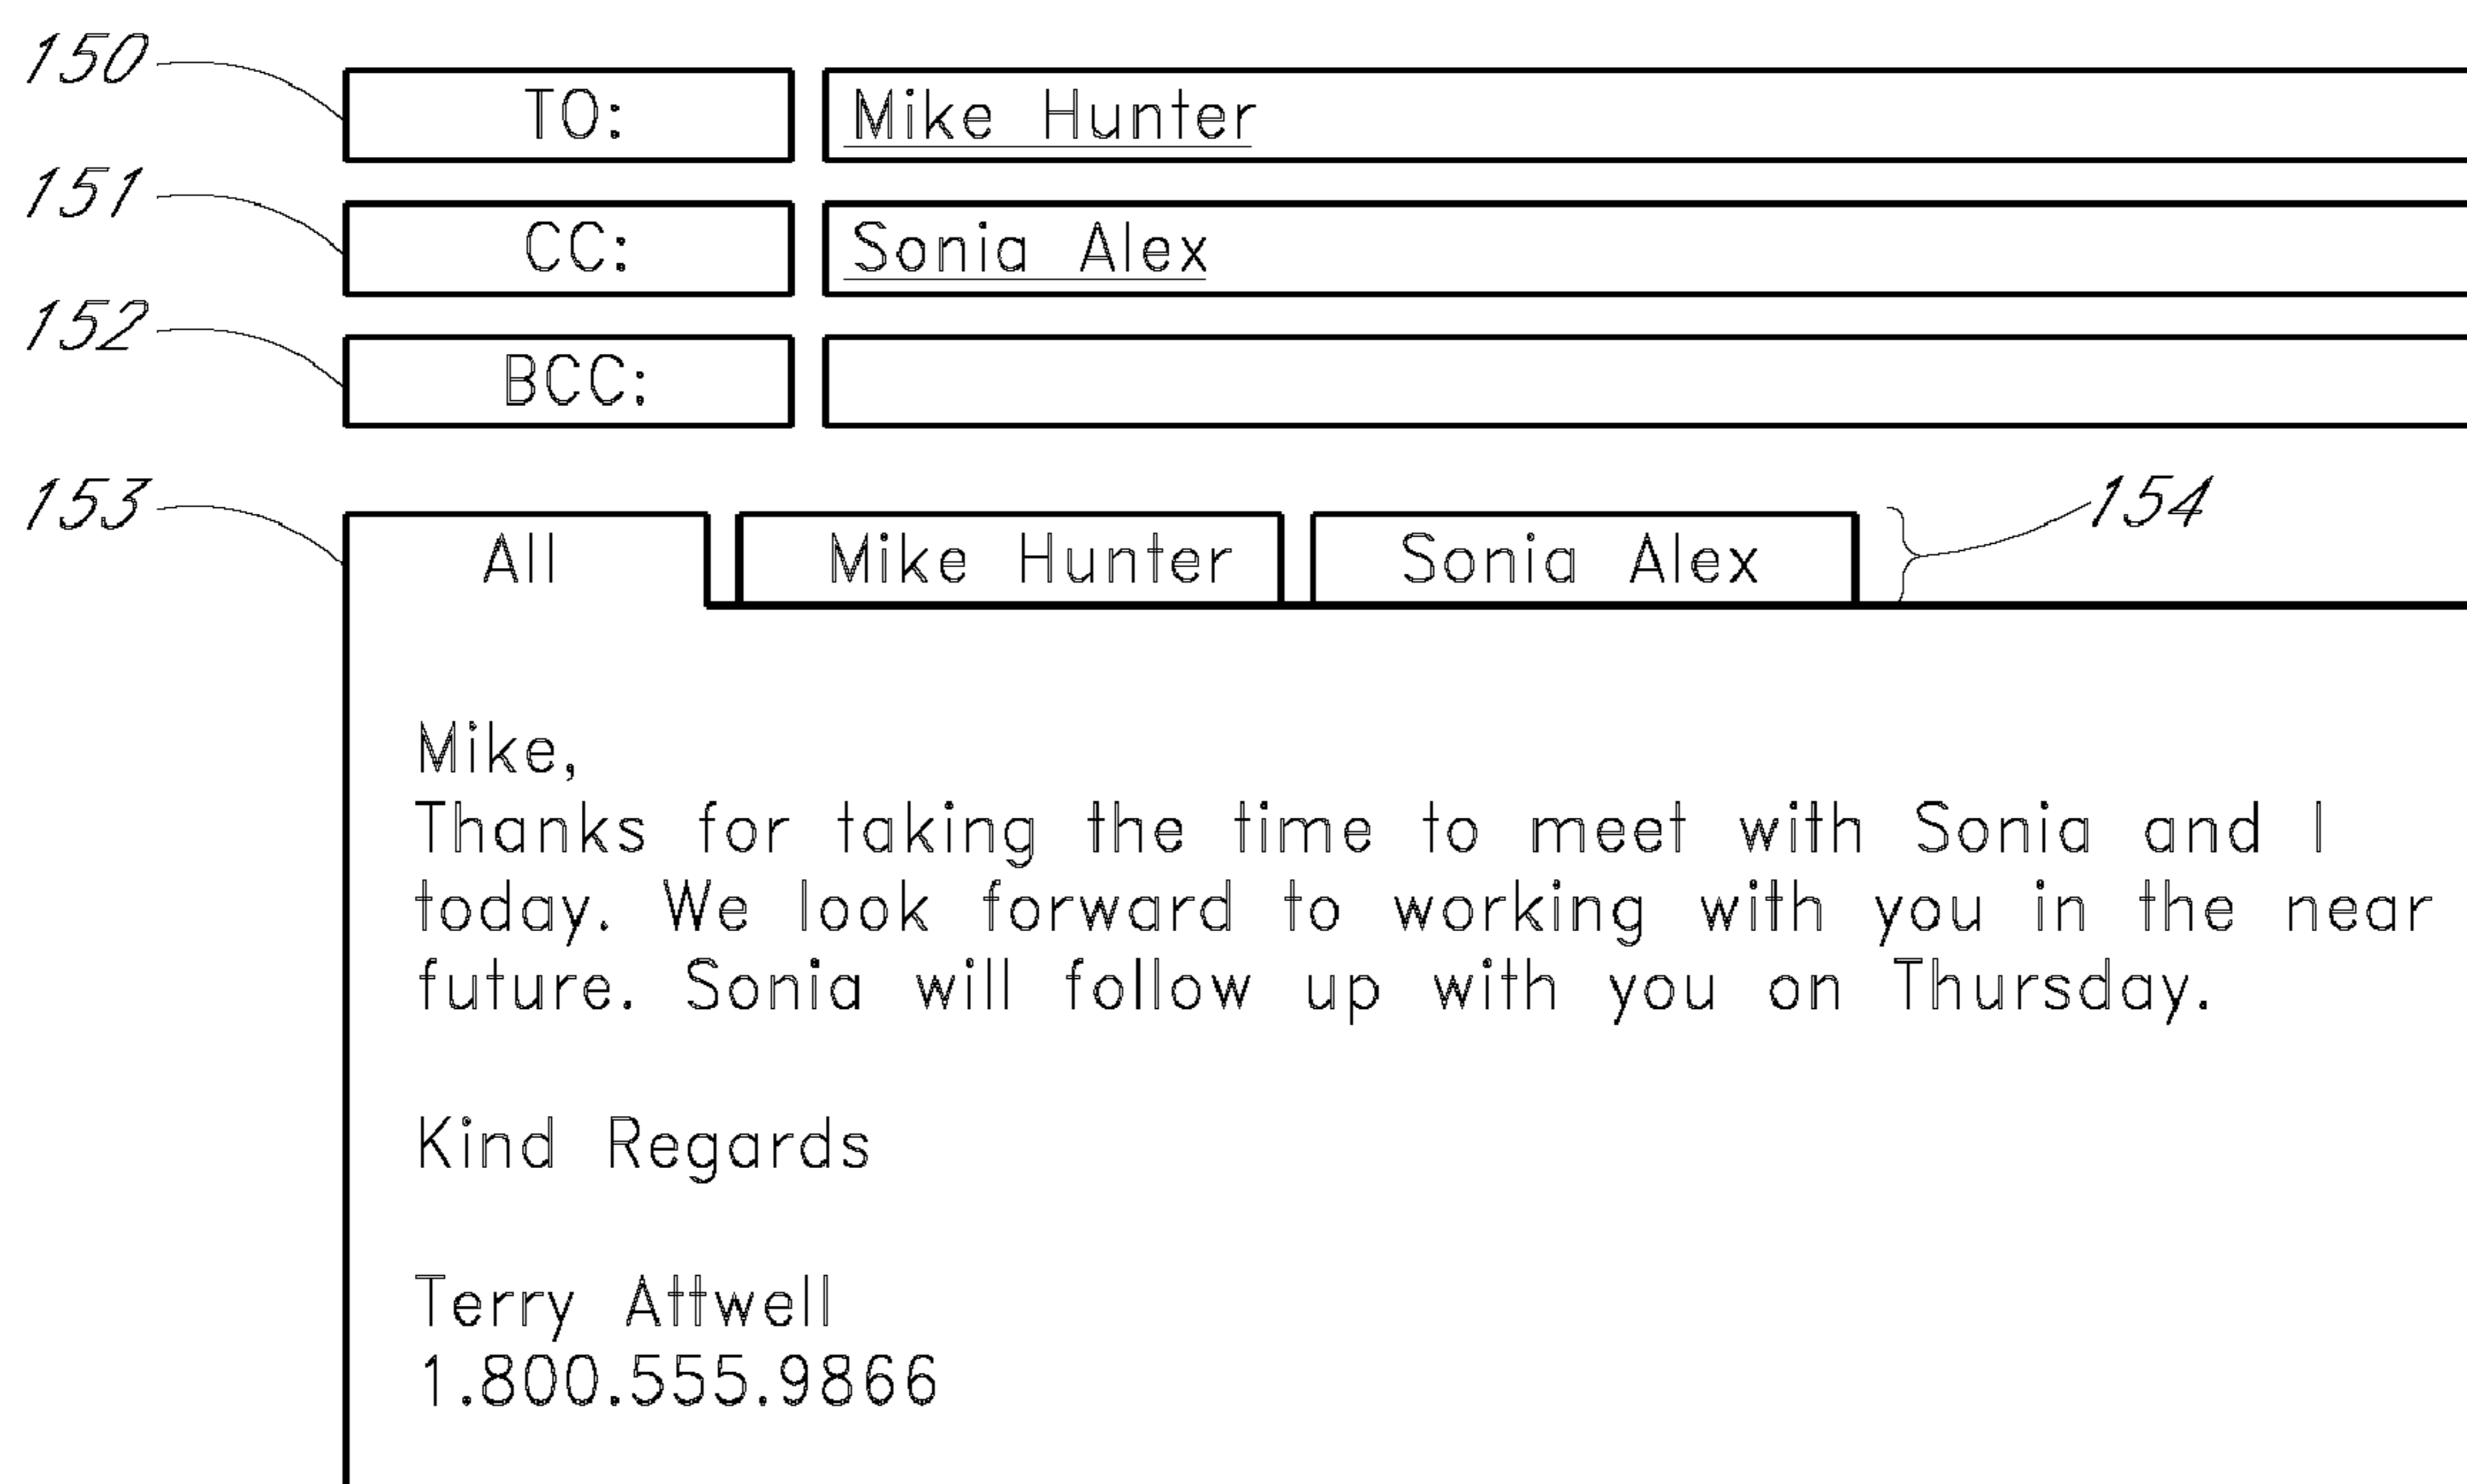 150 TO: Mike Hunter
151 CC: Sonia Alex
152 BCC:
153 All Mike Hunter Sonia Alex 154
Mike,
Thanks for taking the time to meet with Sonia and I
today. We look forward to working with you in the near
future. Sonia will follow up with you on Thursday.
Kind Regards
Terry Attwell
1.800.555.9866